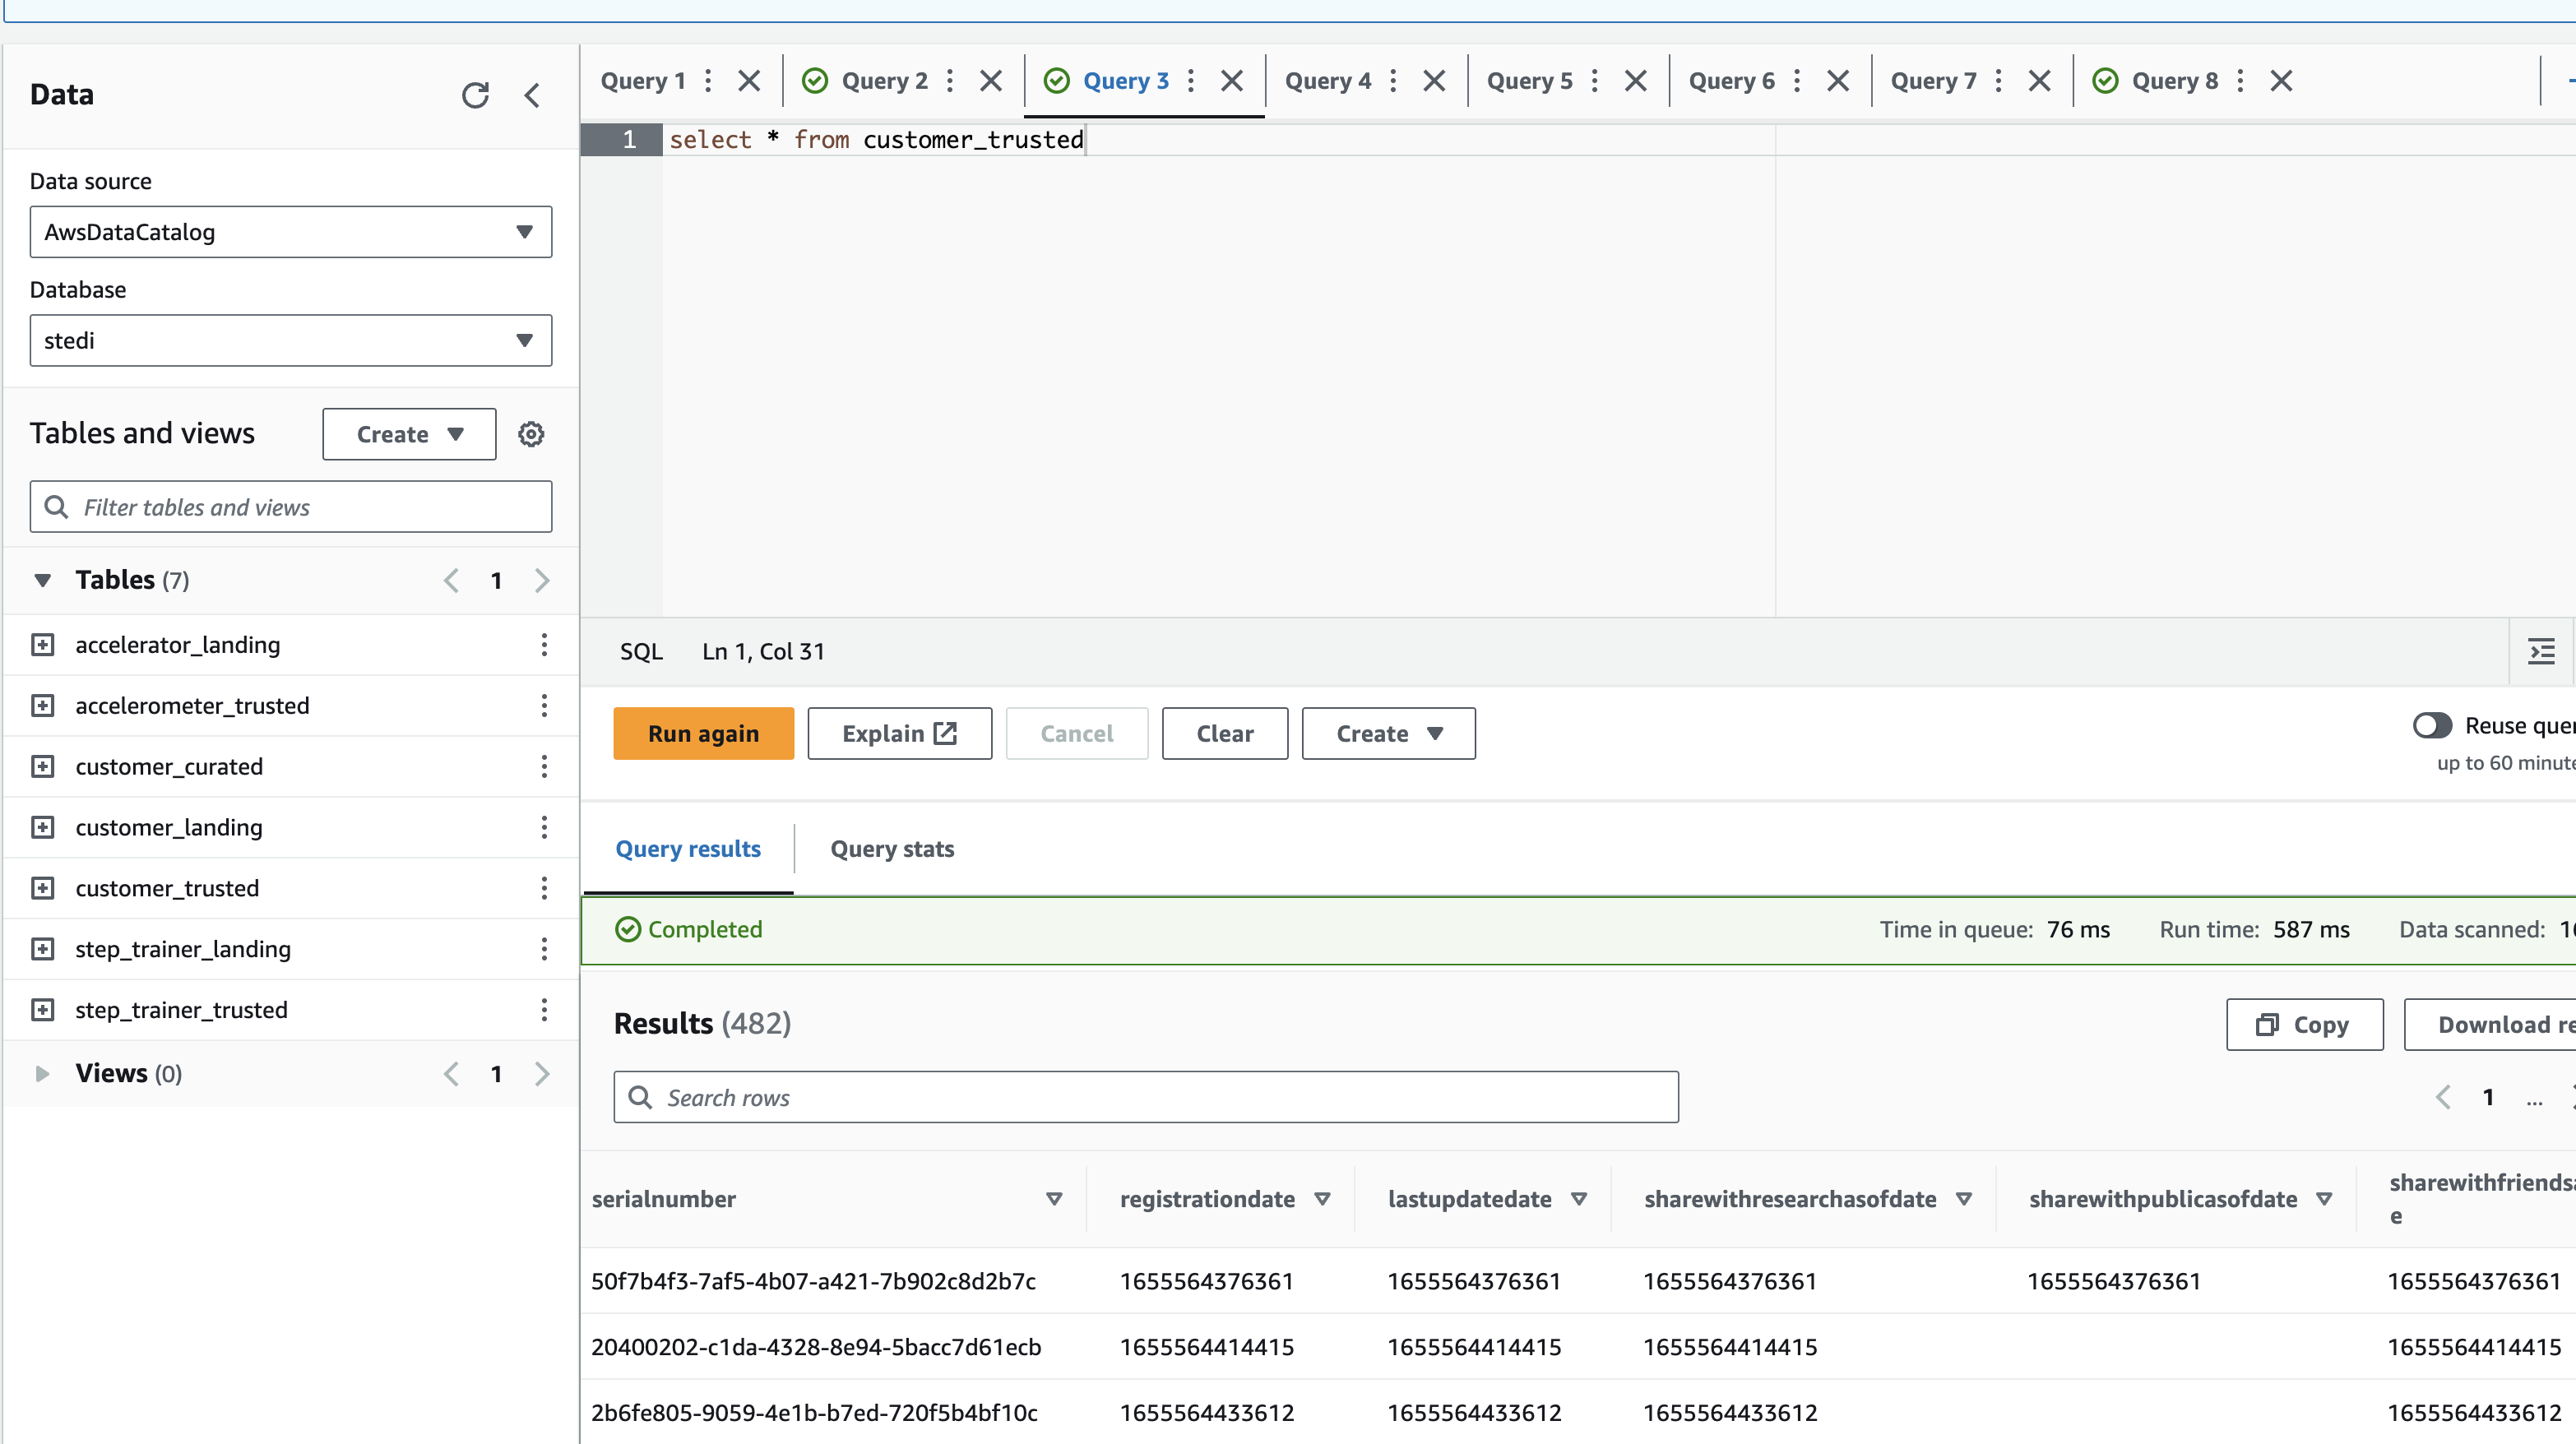 Data
Data source
AwsDataCatalog
Database
stedi
Tables and views
Create
Filter tables and views
Tables (7)
1
accelerator_landing
accelerometer_trusted
customer_curated
customer_landing
customer_trusted
step_trainer_landing
step_trainer_trusted
Views (0)
1
Query 1 Query 2 Query 3 Query 4 Query 5 Query 6 Query 7 Query 8
1 select * from customer_trusted
SQL Ln 1, Col 31
Run again Explain Cancel Clear Create
Reuse quer
up to 60 minute
Query results Query stats
Completed Time in queue: 76 ms Run time: 587 ms Data scanned:
Results (482)
Copy Download re
Search rows
1 ...
serialnumber registrationdate lastupdatedate sharewithresearchasofdate sharewithpublicasofdate sharewithfriendsa
e
50f7b4f3-7af5-4b07-a421-7b902c8d2b7c 1655564376361 1655564376361 1655564376361 1655564376361 1655564376361
20400202-c1da-4328-8e94-5bacc7d61ecb 1655564414415 1655564414415 1655564414415 1655564414415
2b6fe805-9059-4e1b-b7ed-720f5b4bf10c 1655564433612 1655564433612 1655564433612 1655564433612